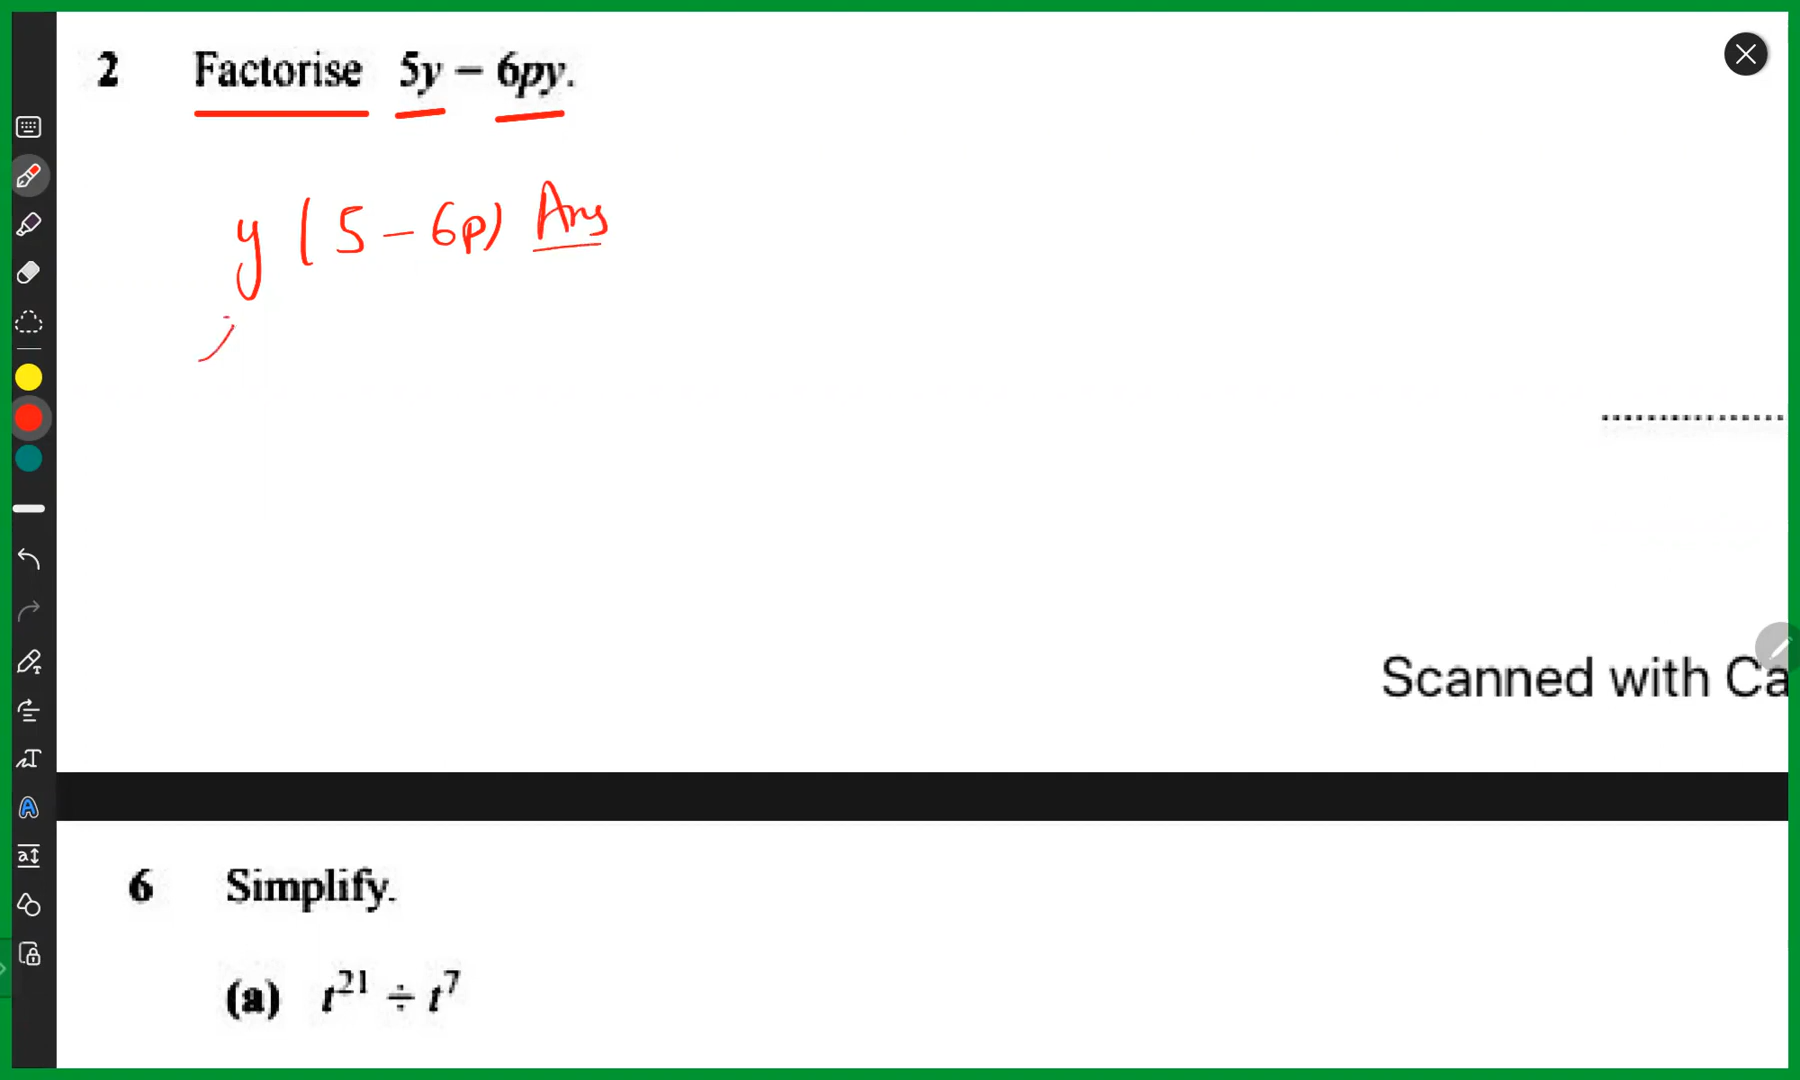 2 Factorise 5y − 6py.
y (5 − 6p) Ans
Scanned with Ca
6 Simplify.
(a) t²¹ ÷ t⁷